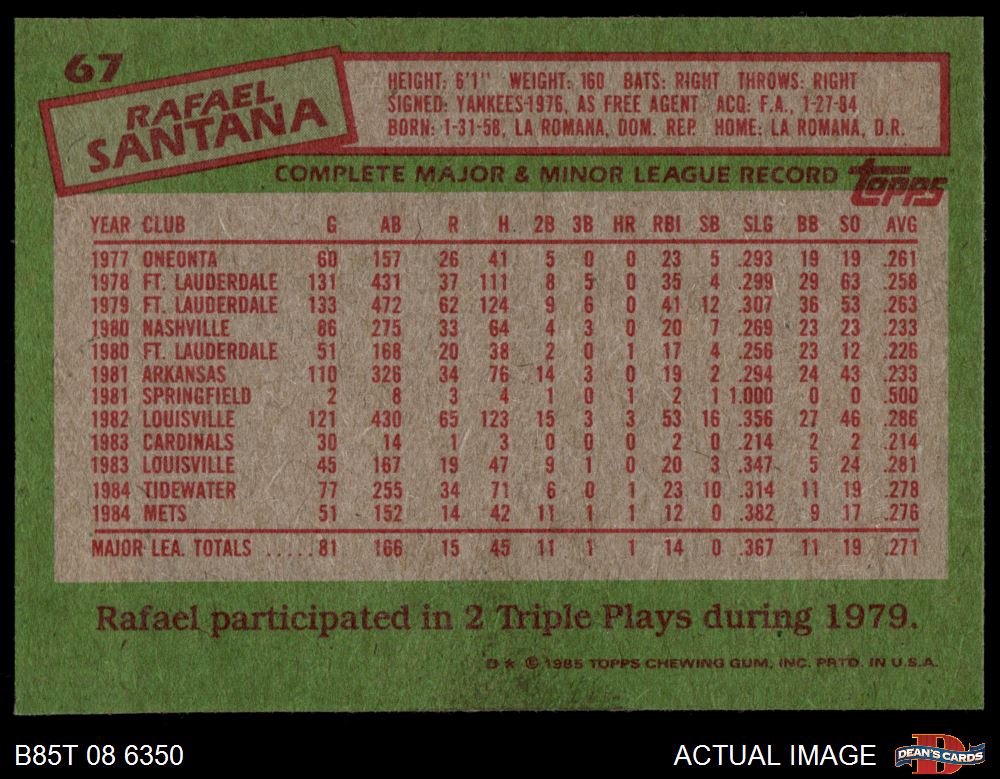 67
RAFAEL
SANTANA
HEIGHT: 6'1" WEIGHT: 160 BATS: RIGHT THROWS: RIGHT
SIGNED: YANKEES-1976, AS FREE AGENT ACQ: F.A., 1-27-84
BORN: 1-31-58, LA ROMANA, DOM. REP. HOME: LA ROMANA, D.R.
COMPLETE MAJOR & MINOR LEAGUE RECORD topps
YEAR CLUB G AB R H. 2B 3B HR RBI SB SLG BB SO AVG
1977 ONEONTA 60 157 26 41 5 0 0 23 5 .293 19 19 .261
1978 FT. LAUDERDALE 131 431 37 111 8 5 0 35 4 .299 29 63 .258
1979 FT. LAUDERDALE 133 472 62 124 9 6 0 41 12 .307 36 53 .263
1980 NASHVILLE 86 275 33 64 4 3 0 20 7 .269 23 23 .233
1980 FT. LAUDERDALE 51 168 20 38 2 0 1 17 4 .256 23 12 .226
1981 ARKANSAS 110 326 34 76 14 3 0 19 2 .294 24 43 .233
1981 SPRINGFIELD 2 8 3 4 1 0 1 2 1 1.000 0 0 .500
1982 LOUISVILLE 121 430 65 123 15 3 3 53 16 .356 27 46 .286
1983 CARDINALS 30 14 1 3 0 0 0 2 0 .214 2 2 .214
1983 LOUISVILLE 45 167 19 47 9 1 0 20 3 .347 5 24 .281
1984 TIDEWATER 77 255 34 71 6 0 1 23 10 .314 11 19 .278
1984 METS 51 152 14 42 11 1 1 12 0 .382 9 17 .276
MAJOR LEA. TOTALS .....81 166 15 45 11 1 1 14 0 .367 11 19 .271
Rafael participated in 2 Triple Plays during 1979.
D★ © 1985 TOPPS CHEWING GUM, INC. PRTD. IN U.S.A.
B85T 08 6350 ACTUAL IMAGE D DEAN'S CARDS